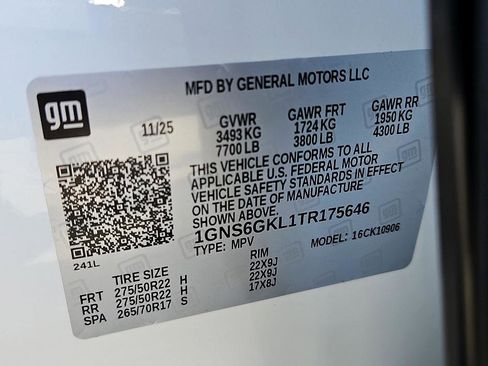 MFD BY GENERAL MOTORS LLC
gm
11/25
GVWR
3493 KG
7700 LB
GAWR FRT
1724 KG
3800 LB
GAWR RR
1950 KG
4300 LB
THIS VEHICLE CONFORMS TO ALL
APPLICABLE U.S. FEDERAL MOTOR
VEHICLE SAFETY STANDARDS IN EFFECT
ON THE DATE OF MANUFACTURE
SHOWN ABOVE.
1GNS6GKL1TR175646
TYPE: MPV
MODEL: 16CK10906
241L
TIRE SIZE
RIM
FRT 275/50R22 H 22X9J
RR 275/50R22 H 22X9J
SPA 265/70R17 S 17X8J